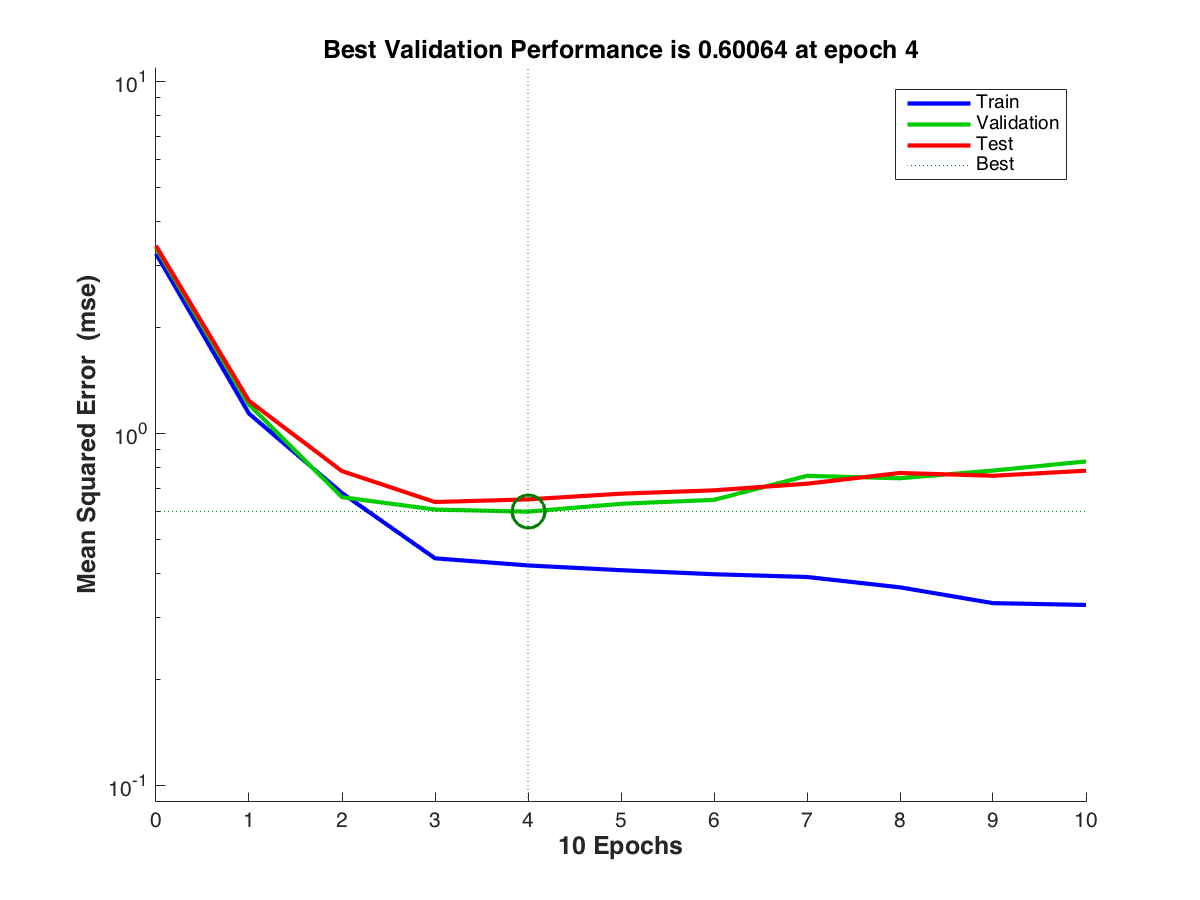 Best Validation Performance is 0.60064 at epoch 4
Train
Validation
Test
Best
Mean Squared Error (mse)
10^1
10^0
10^-1
0 1 2 3 4 5 6 7 8 9 10
10 Epochs